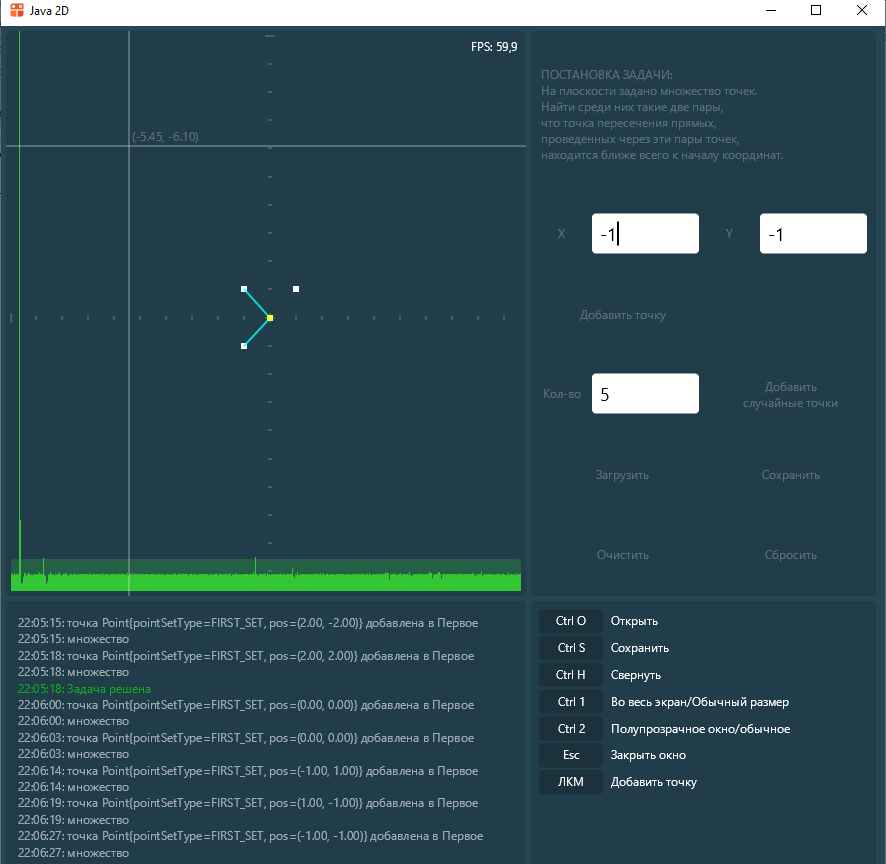 Java 2D
FPS: 59,9
(-5.45, -6.10)
ПОСТАНОВКА ЗАДАЧИ:
На плоскости задано множество точек.
Найти среди них такие две пары,
что точка пересечения прямых,
проведенных через эти пары точек,
находится ближе всего к началу координат.
X -1 Y -1
Добавить точку
Кол-во 5 Добавить
случайные точки
Загрузить Сохранить
Очистить Сбросить
22:05:15: точка Point{pointSetType=FIRST_SET, pos=(2.00, -2.00)} добавлена в Первое
22:05:15: множество
22:05:18: точка Point{pointSetType=FIRST_SET, pos=(2.00, 2.00)} добавлена в Первое
22:05:18: множество
22:05:18: Задача решена
22:06:00: точка Point{pointSetType=FIRST_SET, pos=(0.00, 0.00)} добавлена в Первое
22:06:00: множество
22:06:03: точка Point{pointSetType=FIRST_SET, pos=(0.00, 0.00)} добавлена в Первое
22:06:03: множество
22:06:14: точка Point{pointSetType=FIRST_SET, pos=(-1.00, 1.00)} добавлена в Первое
22:06:14: множество
22:06:19: точка Point{pointSetType=FIRST_SET, pos=(1.00, -1.00)} добавлена в Первое
22:06:19: множество
22:06:27: точка Point{pointSetType=FIRST_SET, pos=(-1.00, -1.00)} добавлена в Первое
22:06:27: множество
Ctrl O Открыть
Ctrl S Сохранить
Ctrl H Свернуть
Ctrl 1 Во весь экран/Обычный размер
Ctrl 2 Полупрозрачное окно/обычное
Esc Закрыть окно
ЛКМ Добавить точку